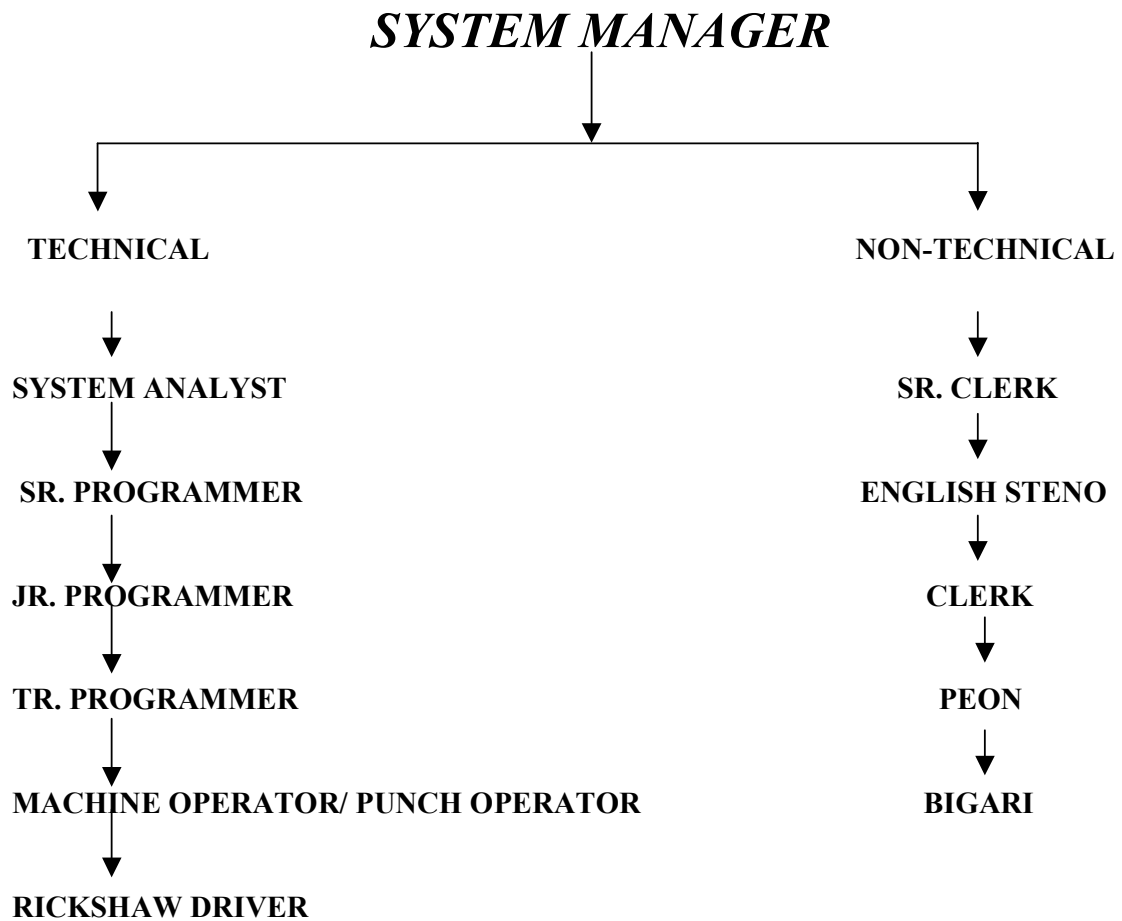 SYSTEM MANAGER
TECHNICAL
NON-TECHNICAL
SYSTEM ANALYST
SR. CLERK
SR. PROGRAMMER
ENGLISH STENO
JR. PROGRAMMER
CLERK
TR. PROGRAMMER
PEON
MACHINE OPERATOR/ PUNCH OPERATOR
BIGARI
RICKSHAW DRIVER